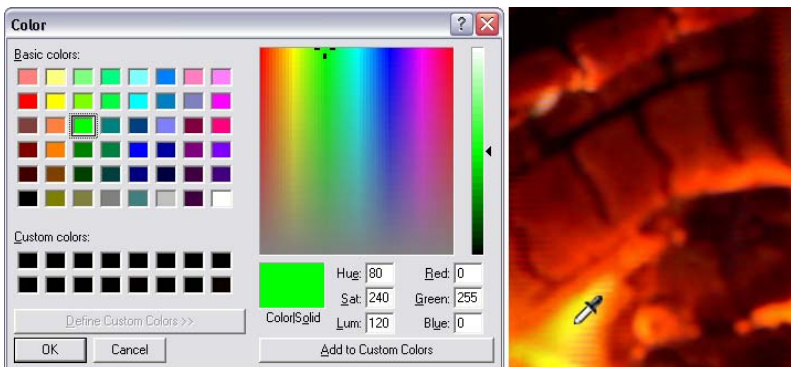 Color
?
Basic colors:
Custom colors:
Define Custom Colors >>
OK
Cancel
Color|Solid
Hue: 80
Sat: 240
Lum: 120
Red: 0
Green: 255
Blue: 0
Add to Custom Colors